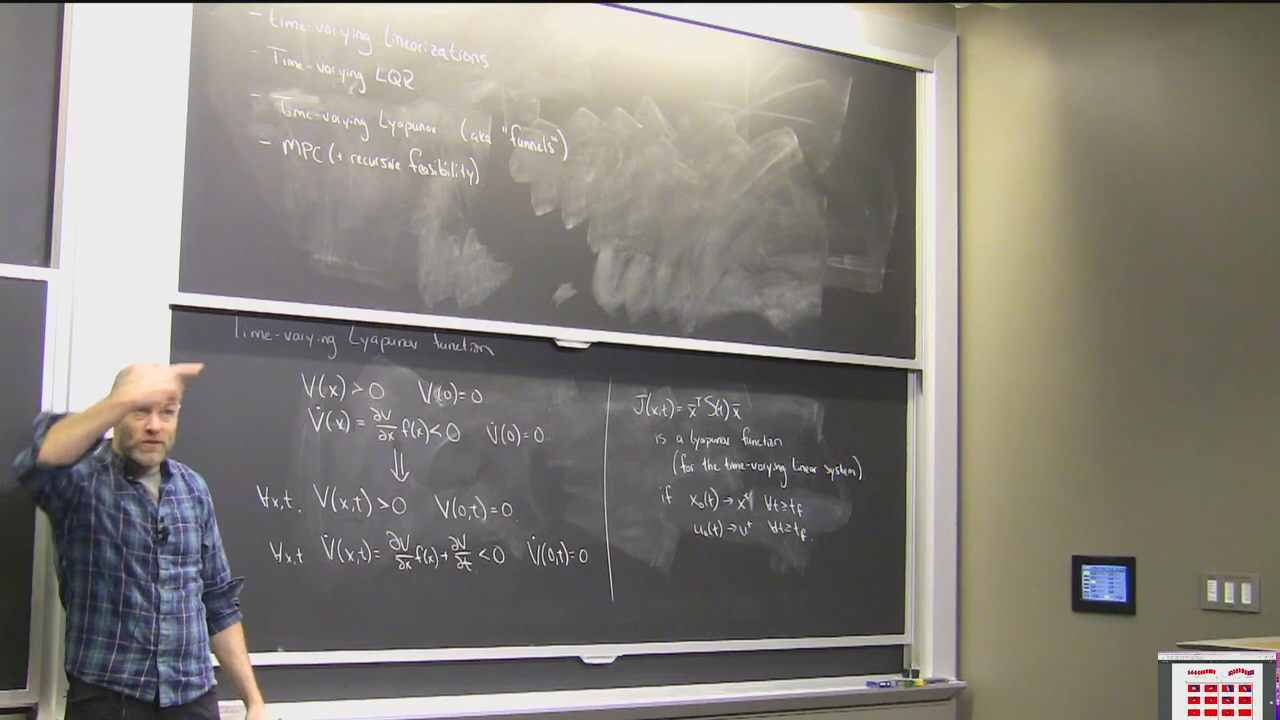 - Time-varying Linearizations
- Time-varying LQR
- Time-varying Lyapunov (aka "funnels")
- MPC (+ recursive feasibility)
Time-varying Lyapunov function
V(x) > 0 V(0) = 0
V̇(x) = ∂V/∂x f(x) < 0 V̇(0) = 0
⇓
∀x,t. V(x,t) > 0 V(0,t) = 0.
∀x,t V̇(x,t) = ∂V/∂x f(x) + ∂V/∂t < 0 V̇(0,t) = 0
J(x,t) = x̄ᵀ S(t) x̄
is a Lyapunov function
(for the time-varying linear system).
if x₀(t) → x* ∀t ≥ t_f
u₀(t) → u* ∀t ≥ t_f.